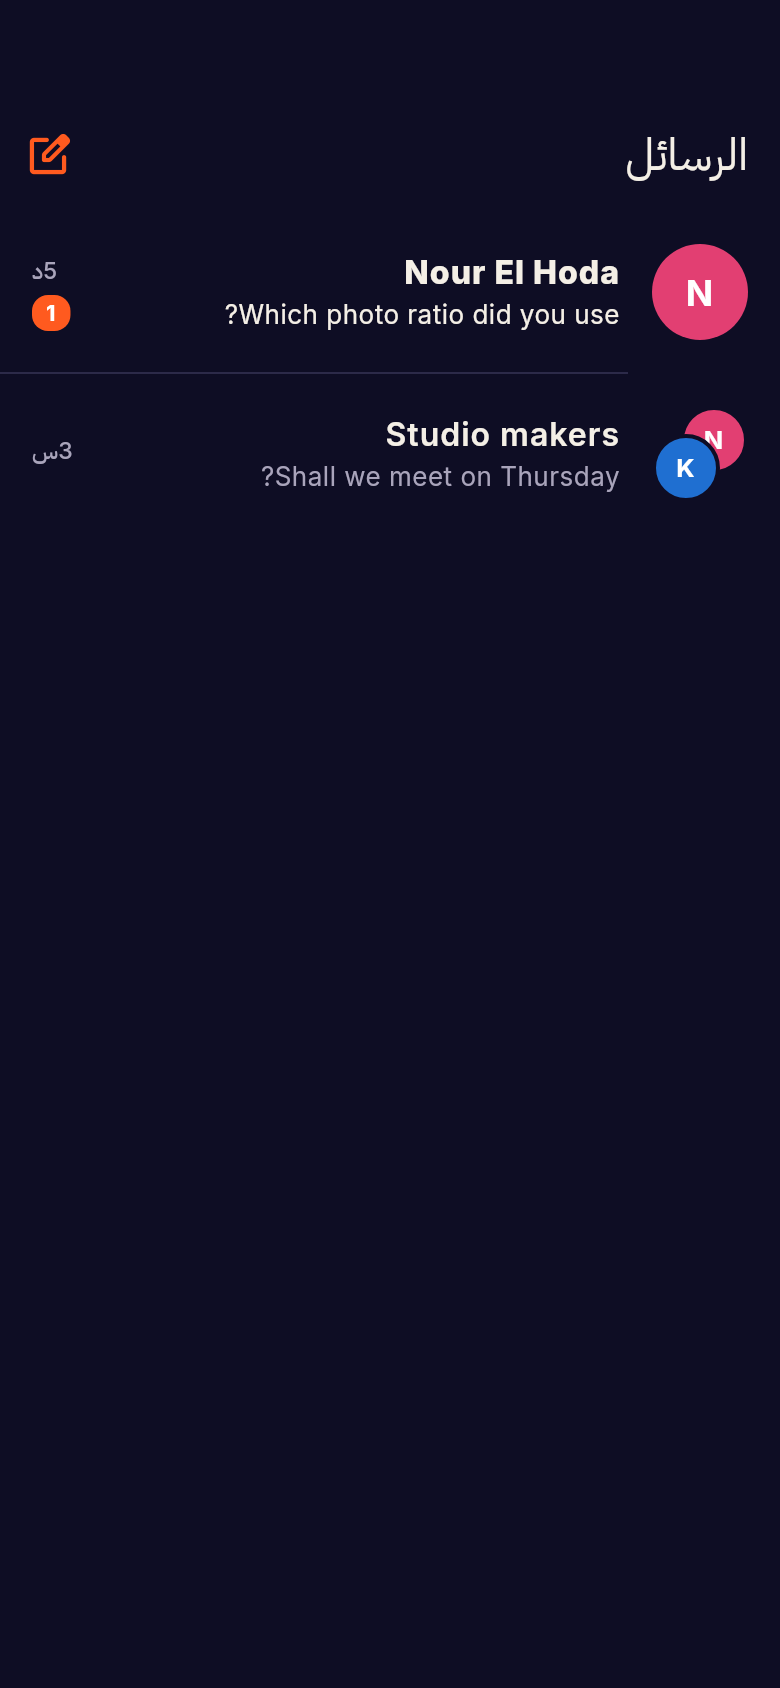 الرسائل
N
Nour El Hoda
5د
?Which photo ratio did you use
1
N
K
Studio makers
3س
?Shall we meet on Thursday